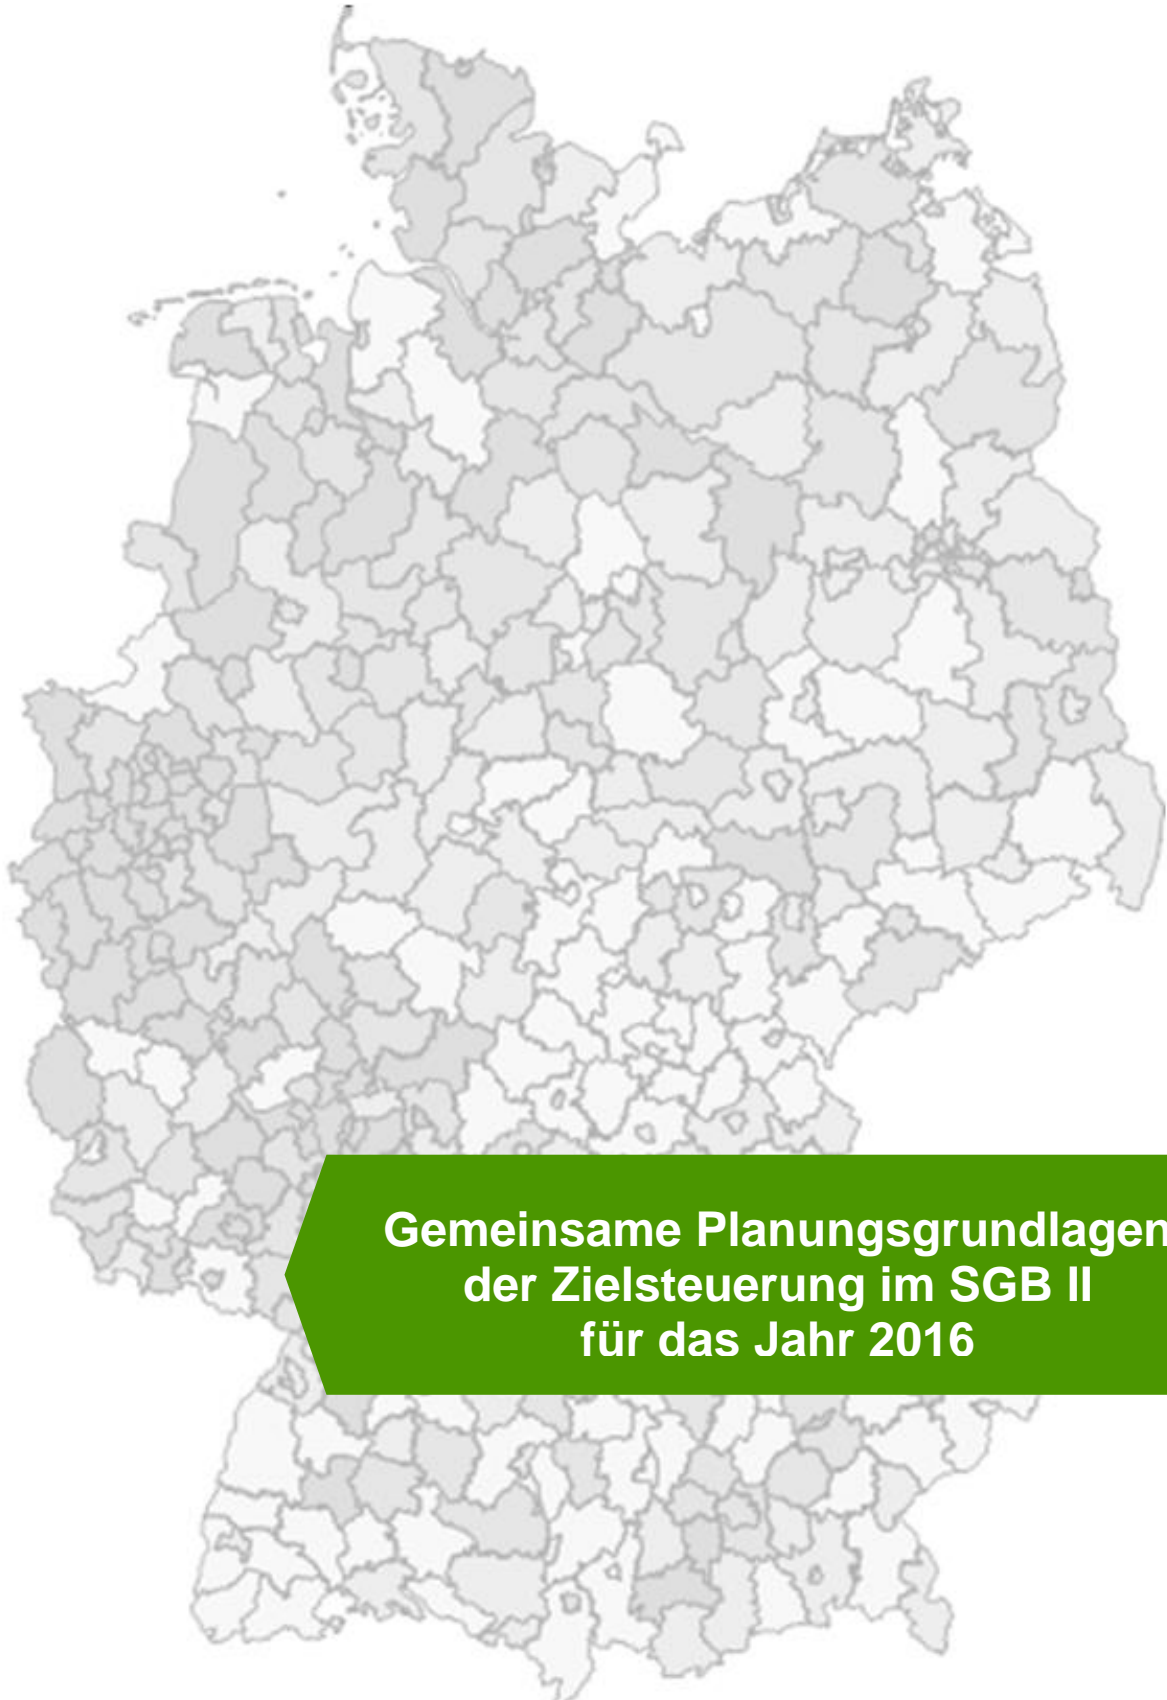 Gemeinsame Planungsgrundlagen
der Zielsteuerung im SGB II
für das Jahr 2016